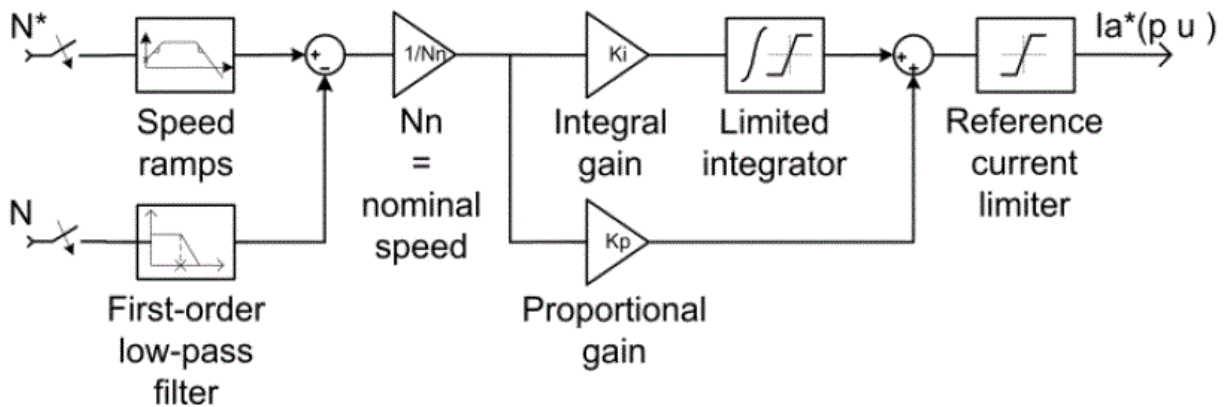 N*
Ia*(p u )
1/Nn
Ki
Speed
ramps
Nn
=
nominal
speed
Integral
gain
Limited
integrator
Reference
current
limiter
N
Kp
First-order
low-pass
filter
Proportional
gain